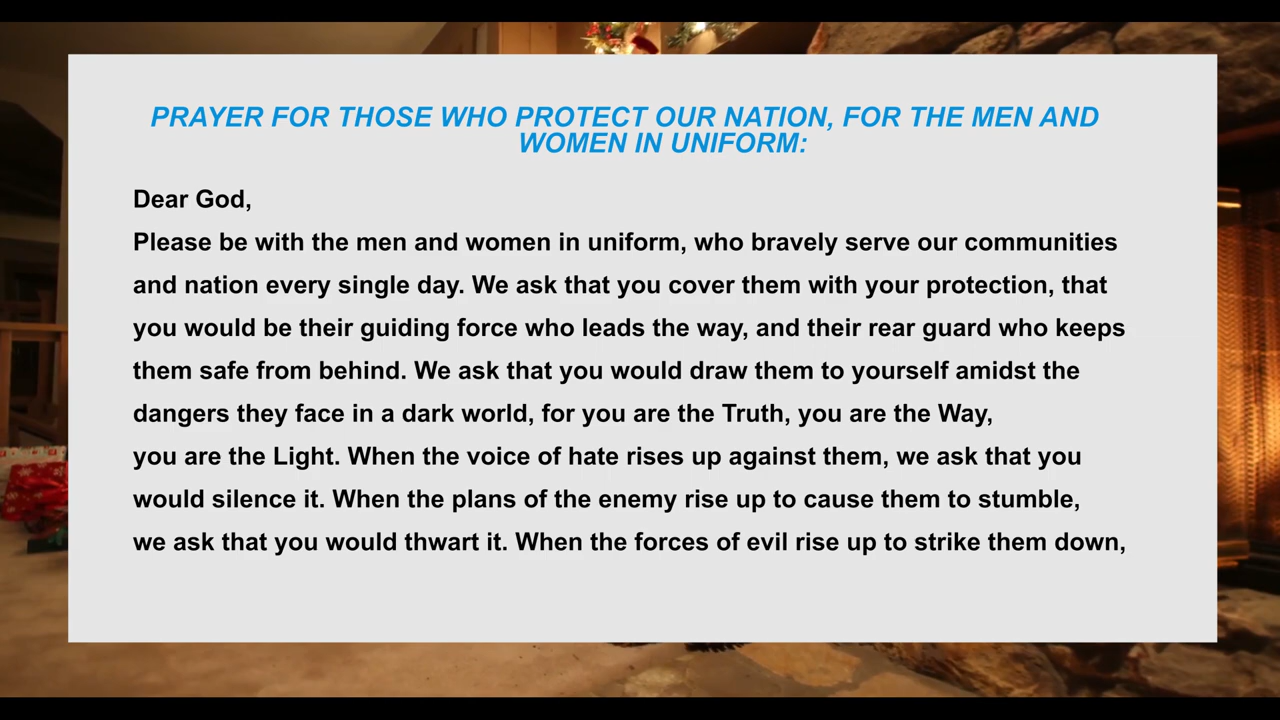 PRAYER FOR THOSE WHO PROTECT OUR NATION, FOR THE MEN AND
WOMEN IN UNIFORM:
Dear God,
Please be with the men and women in uniform, who bravely serve our communities
and nation every single day. We ask that you cover them with your protection, that
you would be their guiding force who leads the way, and their rear guard who keeps
them safe from behind. We ask that you would draw them to yourself amidst the
dangers they face in a dark world, for you are the Truth, you are the Way,
you are the Light. When the voice of hate rises up against them, we ask that you
would silence it. When the plans of the enemy rise up to cause them to stumble,
we ask that you would thwart it. When the forces of evil rise up to strike them down,